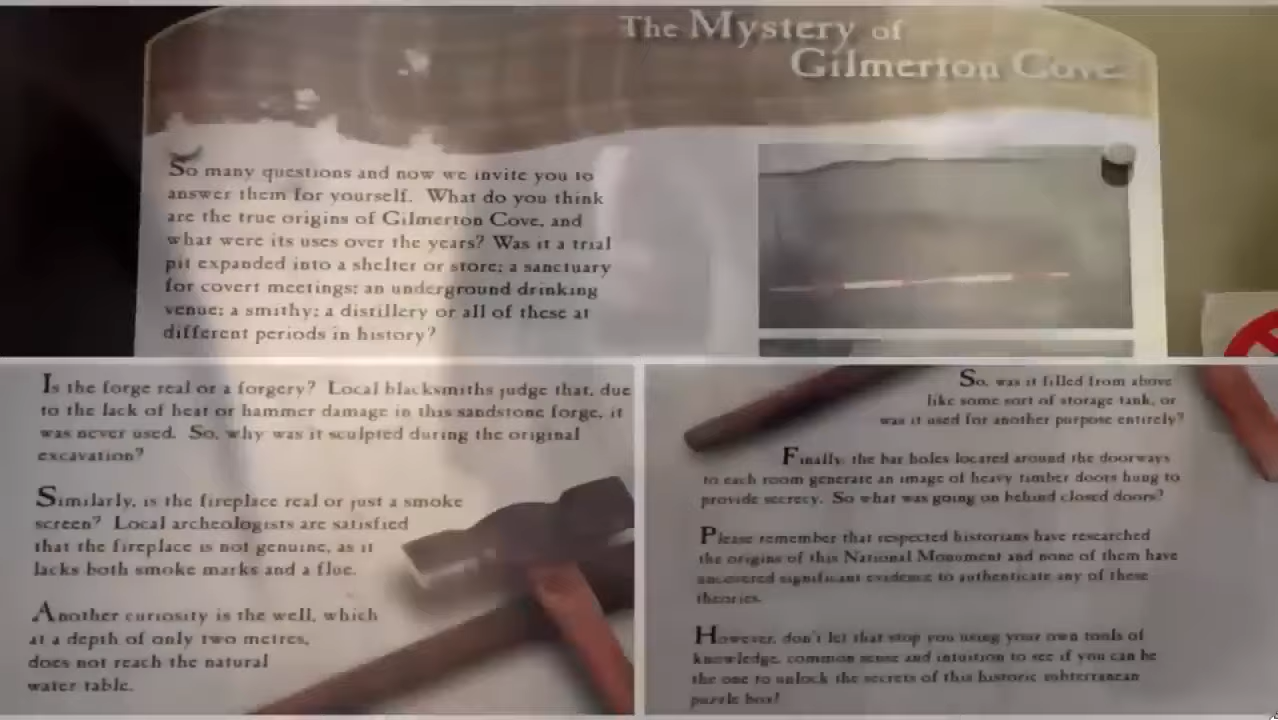 The Mystery of
Gilmerton Cove
So many questions and now we invite you to
answer them for yourself. What do you think
are the true origins of Gilmerton Cove, and
what were its uses over the years? Was it a trial
pit expanded into a shelter or store; a sanctuary
for covert meetings; an underground drinking
venue; a smithy; a distillery or all of these at
different periods in history?
Is the forge real or a forgery? Local blacksmiths judge that, due
to the lack of heat or hammer damage in this sandstone forge, it
was never used. So, why was it sculpted during the original
excavation?
Similarly, is the fireplace real or just a smoke
screen? Local archeologists are satisfied
that the fireplace is not genuine, as it
lacks both smoke marks and a flue.
Another curiosity is the well, which
at a depth of only two metres,
does not reach the natural
water table.
So, was it filled from above
like some sort of storage tank, or
was it used for another purpose entirely?
Finally, the bar holes located around the doorways
to each room generate an image of heavy timber doors hung to
provide secrecy. So what was going on behind closed doors?
Please remember that respected historians have researched
the origins of this National Monument and none of them have
uncovered significant evidence to authenticate any of these
theories.
However, don't let that stop you using your own tools of
knowledge, common sense and intuition to see if you can be
the one to unlock the secrets of this historic subterranean
puzzle box!